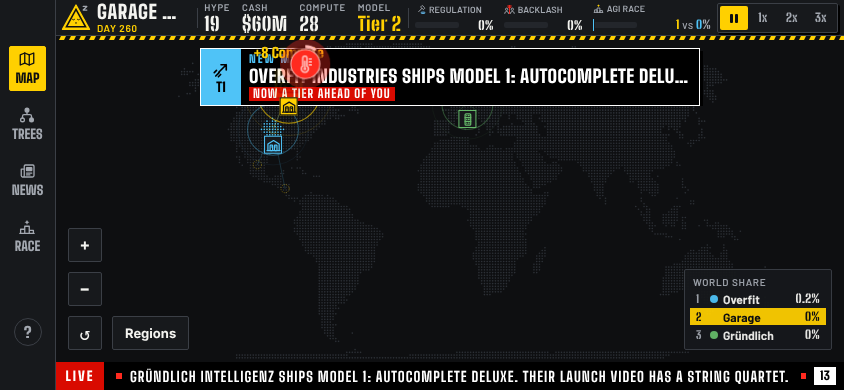 GARAGE ...
DAY 260
HYPE
19
CASH
$60M
COMPUTE
28
MODEL
Tier 2
REGULATION
0%
BACKLASH
0%
AGI RACE
1 vs 0%
1x
2x
3x
MAP
TREES
NEWS
RACE
?
T1
OVERFIT INDUSTRIES SHIPS MODEL 1: AUTOCOMPLETE DELU...
NOW A TIER AHEAD OF YOU
+
−
↺
Regions
WORLD SHARE
1 Overfit 0.2%
2 Garage 0%
3 Gründlich 0%
LIVE
GRÜNDLICH INTELLIGENZ SHIPS MODEL 1: AUTOCOMPLETE DELUXE. THEIR LAUNCH VIDEO HAS A STRING QUARTET.
13